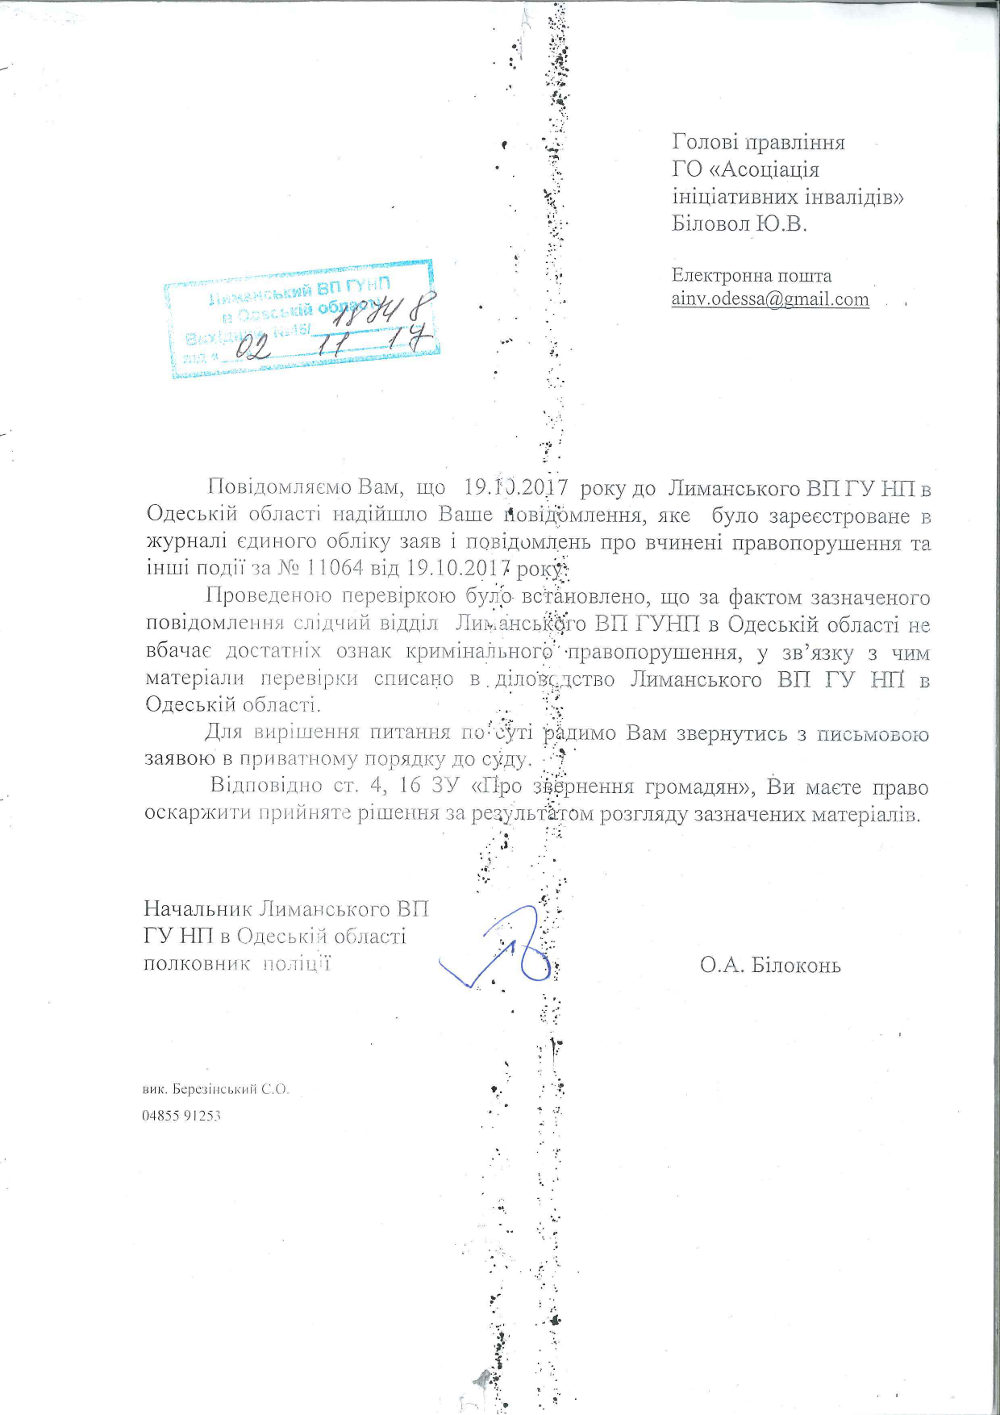 Голові правління
ГО «Асоціація
ініціативних інвалідів»
Біловол Ю.В.
Електронна пошта
ainv.odessa@gmail.com
Лиманський ВП ГУНП
в Одеській області
Вихідний №46/ 18748
від « 02 11 17
Повідомляємо Вам, що 19.10.2017 року до Лиманського ВП ГУ НП в
Одеській області надійшло Ваше повідомлення, яке було зареєстроване в
журналі єдиного обліку заяв і повідомлень про вчинені правопорушення та
інші події за № 11064 від 19.10.2017 року.
Проведеною перевіркою було встановлено, що за фактом зазначеного
повідомлення слідчий відділ Лиманського ВП ГУНП в Одеській області не
вбачає достатніх ознак кримінального правопорушення, у зв’язку з чим
матеріали перевірки списано в діловодство Лиманського ВП ГУ НП в
Одеській області.
Для вирішення питання по суті радимо Вам звернутись з письмовою
заявою в приватному порядку до суду.
Відповідно ст. 4, 16 ЗУ «Про звернення громадян», Ви маєте право
оскаржити прийняте рішення за результатом розгляду зазначених матеріалів.
Начальник Лиманського ВП
ГУ НП в Одеській області
полковник поліції О.А. Білоконь
вик. Березінський С.О.
04855 91253